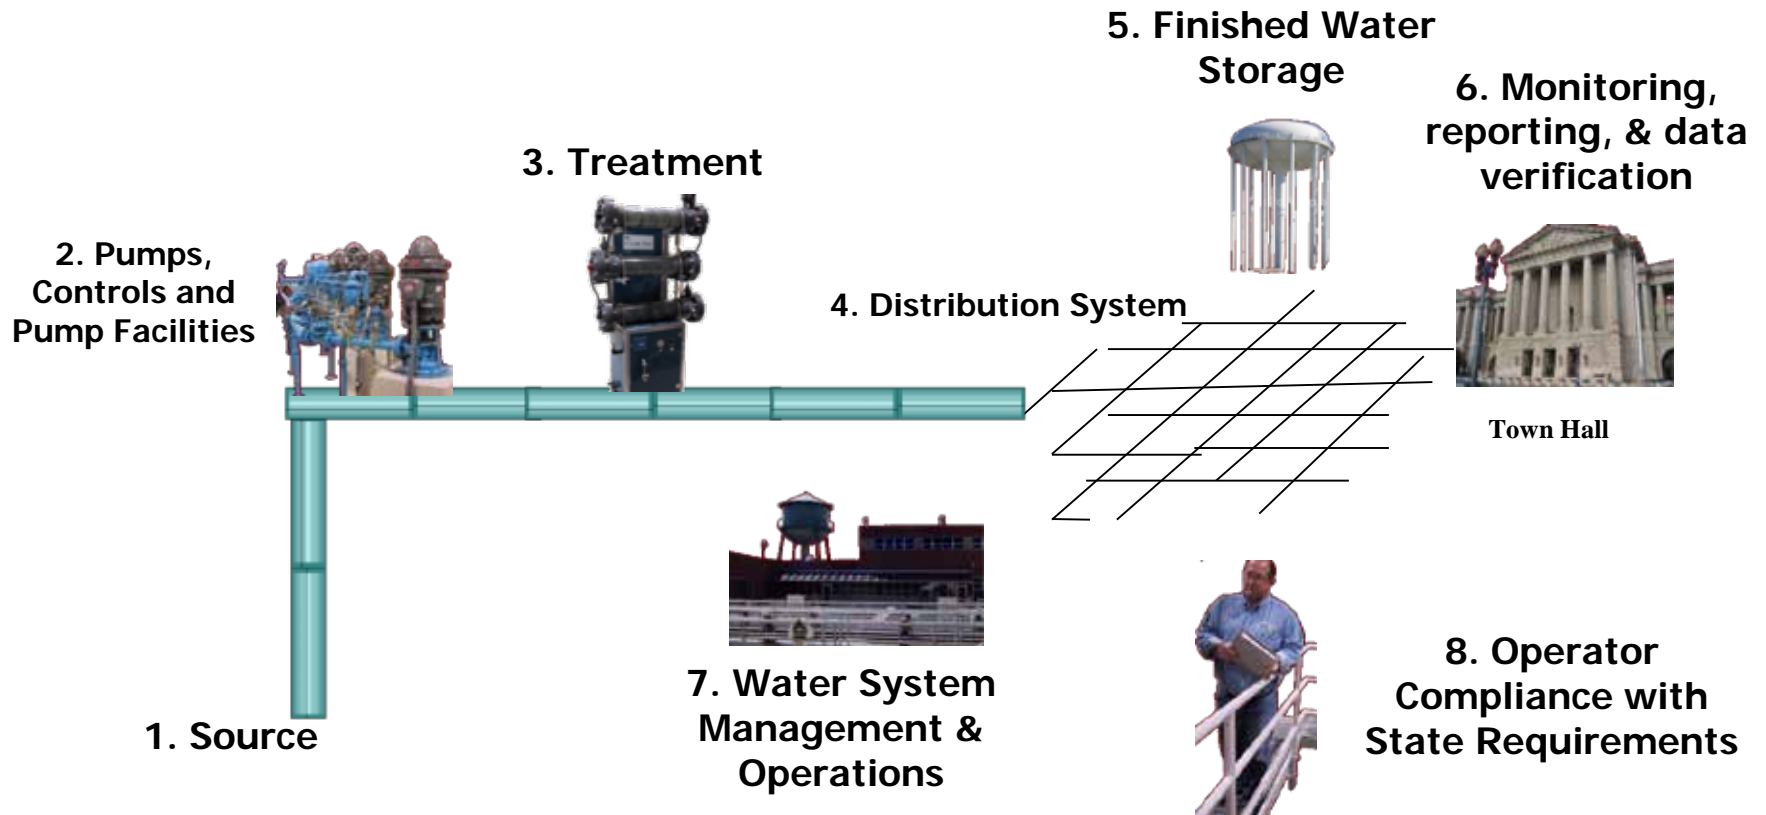 5. Finished Water
Storage
6. Monitoring,
reporting, & data
verification
3. Treatment
2. Pumps,
Controls and
Pump Facilities
4. Distribution System
Town Hall
7. Water System
Management &
Operations
8. Operator
Compliance with
State Requirements
1. Source